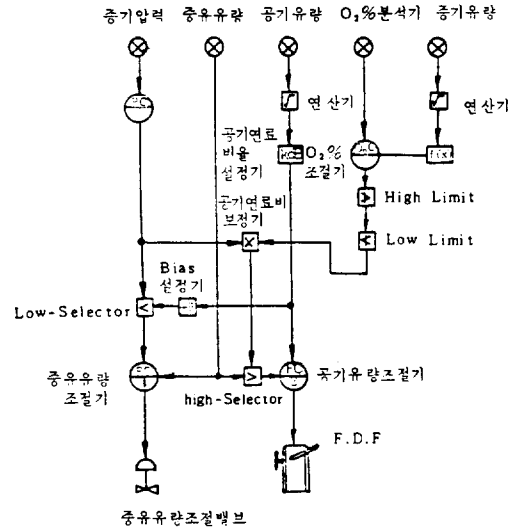 증기압력 중유유량 공기유량 O₂%분석기 증기유량
연산기 연산기
공기연료
비율
설정기
O₂%
조절기
High Limit
공기연료비
보정기
Low Limit
Bias
설정기
Low-Selector
중유유량
조절기
high-Selector
공기유량조절기
F.D.F
중유유량조절밸브